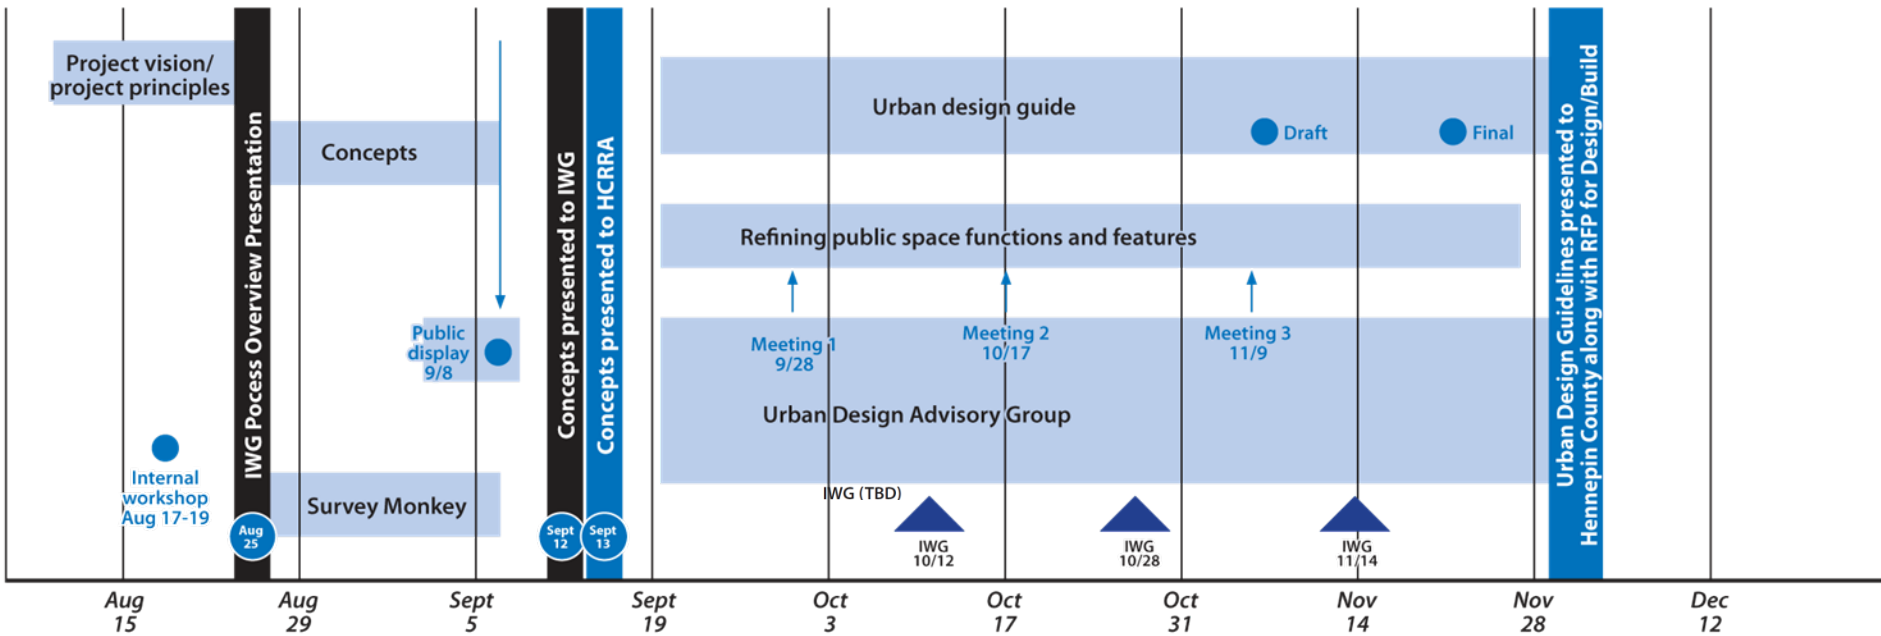 Project vision/
project principles
IWG Pocess Overview Presentation
Concepts
Concepts presented to IWG
Concepts presented to HCRRA
Urban design guide
Draft
Final
Refining public space functions and features
Urban Design Guidelines presented to
Hennepin County along with RFP for Design/Build
Public
display
9/8
Meeting 1
9/28
Meeting 2
10/17
Meeting 3
11/9
Urban Design Advisory Group
Internal
workshop
Aug 17-19
Survey Monkey
Aug
25
Sept
12
Sept
13
IWG (TBD)
IWG
10/12
IWG
10/28
IWG
11/14
Aug
15
Aug
29
Sept
5
Sept
19
Oct
3
Oct
17
Oct
31
Nov
14
Nov
28
Dec
12